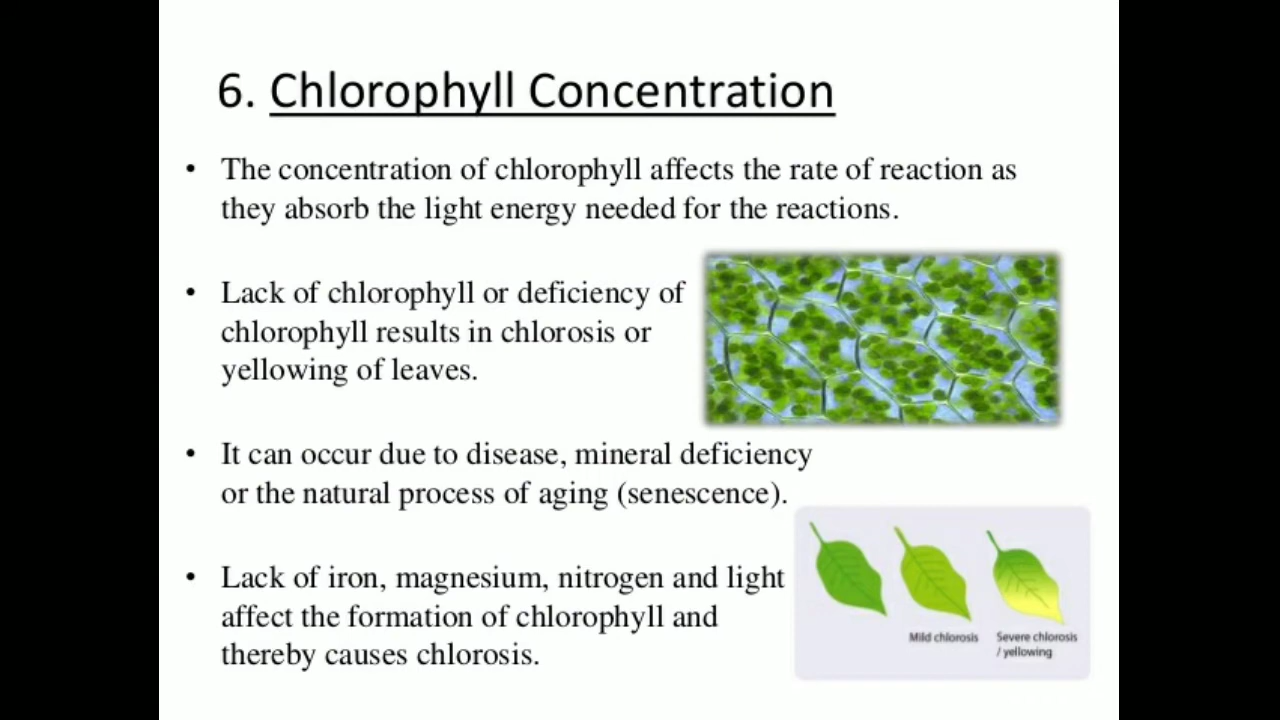 6. Chlorophyll Concentration
• The concentration of chlorophyll affects the rate of reaction as
they absorb the light energy needed for the reactions.
• Lack of chlorophyll or deficiency of
chlorophyll results in chlorosis or
yellowing of leaves.
• It can occur due to disease, mineral deficiency
or the natural process of aging (senescence).
• Lack of iron, magnesium, nitrogen and light
affect the formation of chlorophyll and
thereby causes chlorosis.
Mild chlorosis
Severe chlorosis
/ yellowing